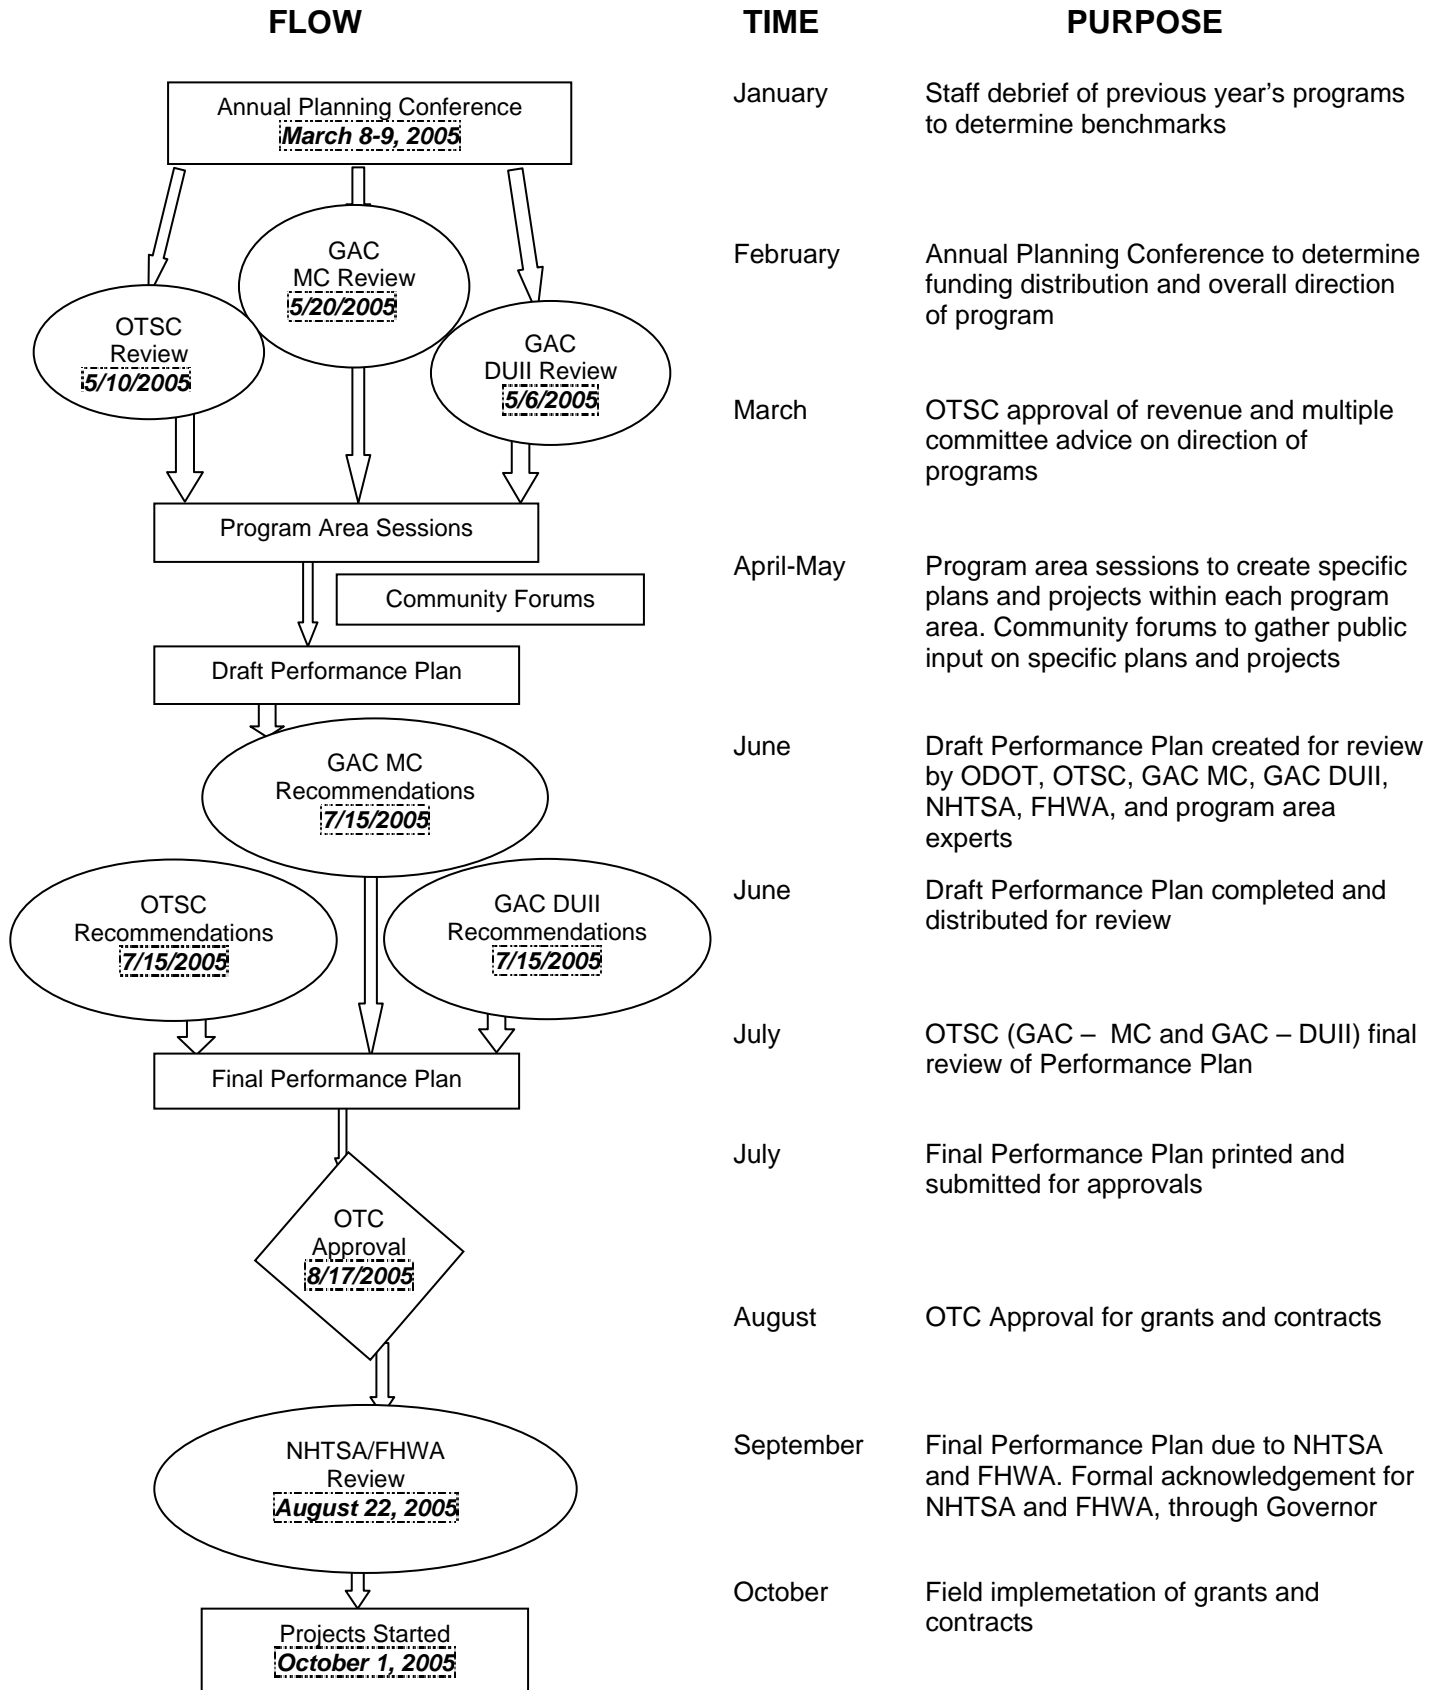 FLOW
TIME
PURPOSE
Annual Planning Conference
March 8-9, 2005
GAC
MC Review
5/20/2005
OTSC
Review
5/10/2005
GAC
DUII Review
5/6/2005
Program Area Sessions
Community Forums
Draft Performance Plan
GAC MC
Recommendations
7/15/2005
OTSC
Recommendations
7/15/2005
GAC DUII
Recommendations
7/15/2005
Final Performance Plan
OTC
Approval
8/17/2005
NHTSA/FHWA
Review
August 22, 2005
Projects Started
October 1, 2005
January
Staff debrief of previous year's programs
to determine benchmarks
February
Annual Planning Conference to determine
funding distribution and overall direction
of program
March
OTSC approval of revenue and multiple
committee advice on direction of
programs
April-May
Program area sessions to create specific
plans and projects within each program
area. Community forums to gather public
input on specific plans and projects
June
Draft Performance Plan created for review
by ODOT, OTSC, GAC MC, GAC DUII,
NHTSA, FHWA, and program area
experts
June
Draft Performance Plan completed and
distributed for review
July
OTSC (GAC – MC and GAC – DUII) final
review of Performance Plan
July
Final Performance Plan printed and
submitted for approvals
August
OTC Approval for grants and contracts
September
Final Performance Plan due to NHTSA
and FHWA. Formal acknowledgement for
NHTSA and FHWA, through Governor
October
Field implemetation of grants and
contracts